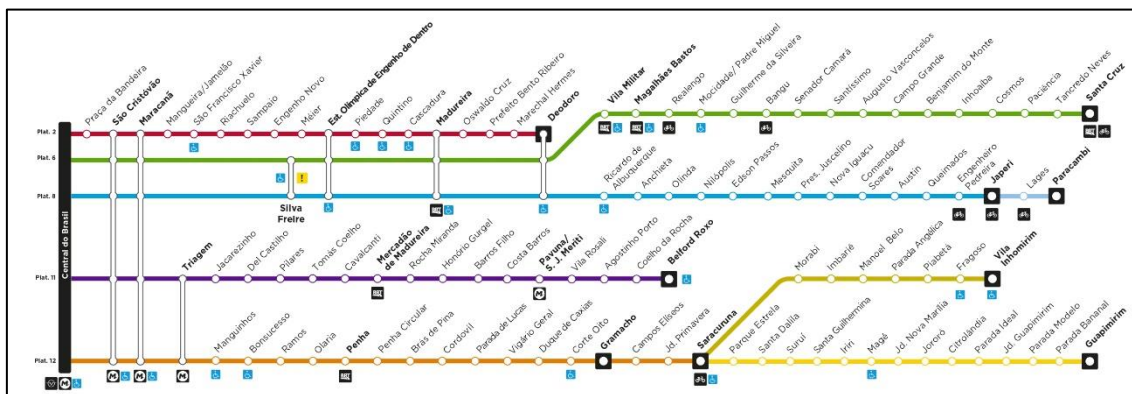 Praça da Bandeira
São Cristóvão
Maracanã
Mangueira/Jamelão
São Francisco Xavier
Riachuelo
Sampaio
Engenho Novo
Méier
Est. Olímpica de Engenho de Dentro
Piedade
Quintino
Cascadura
Madureira
Oswaldo Cruz
Prefeito Bento Ribeiro
Marechal Hermes
Deodoro
Vila Militar
Magalhães Bastos
Realengo
Mocidade/ Padre Miguel
Guilherme da Silveira
Bangu
Senador Camará
Santíssimo
Augusto Vasconcelos
Campo Grande
Benjamim do Monte
Inhoaíba
Cosmos
Paciência
Tancredo Neves
Santa Cruz
Plat. 2
Plat. 6
Plat. 8
Central do Brasil
Silva
Freire
Ricardo de
Albuquerque
Anchieta
Olinda
Nilópolis
Edson Passos
Mesquita
Pres. Juscelino
Nova Iguaçu
Comendador
Soares
Austin
Queimados
Engenheiro
Pedreira
Japeri
Lages
Paracambi
Plat. 11
Triagem
Jacarezinho
Del Castilho
Pilares
Tomás Coelho
Cavalcanti
Mercadão
de Madureira
Rocha Miranda
Honório Gurgel
Barros Filho
Costa Barros
Pavuna/
S. J. Meriti
Vila Rosali
Agostinho Porto
Coelho da Rocha
Belford Roxo
Morabi
Imbariê
Manoel Belo
Parada Angélica
Piabetá
Fragoso
Vila
Inhomirim
Plat. 12
Manguinhos
Bonsucesso
Ramos
Olaria
Penha
Penha Circular
Brás de Pina
Cordovil
Parada de Lucas
Vigário Geral
Duque de Caxias
Corte Oito
Gramacho
Campos Elíseos
Jd. Primavera
Saracuruna
Parque Estrela
Santa Dalila
Suruí
Santa Guilhermina
Iriri
Magé
Jd. Nova Marília
Jororó
Citrolândia
Parada Ideal
Jd. Guapimirim
Parada Modelo
Parada Bananal
Guapimirim